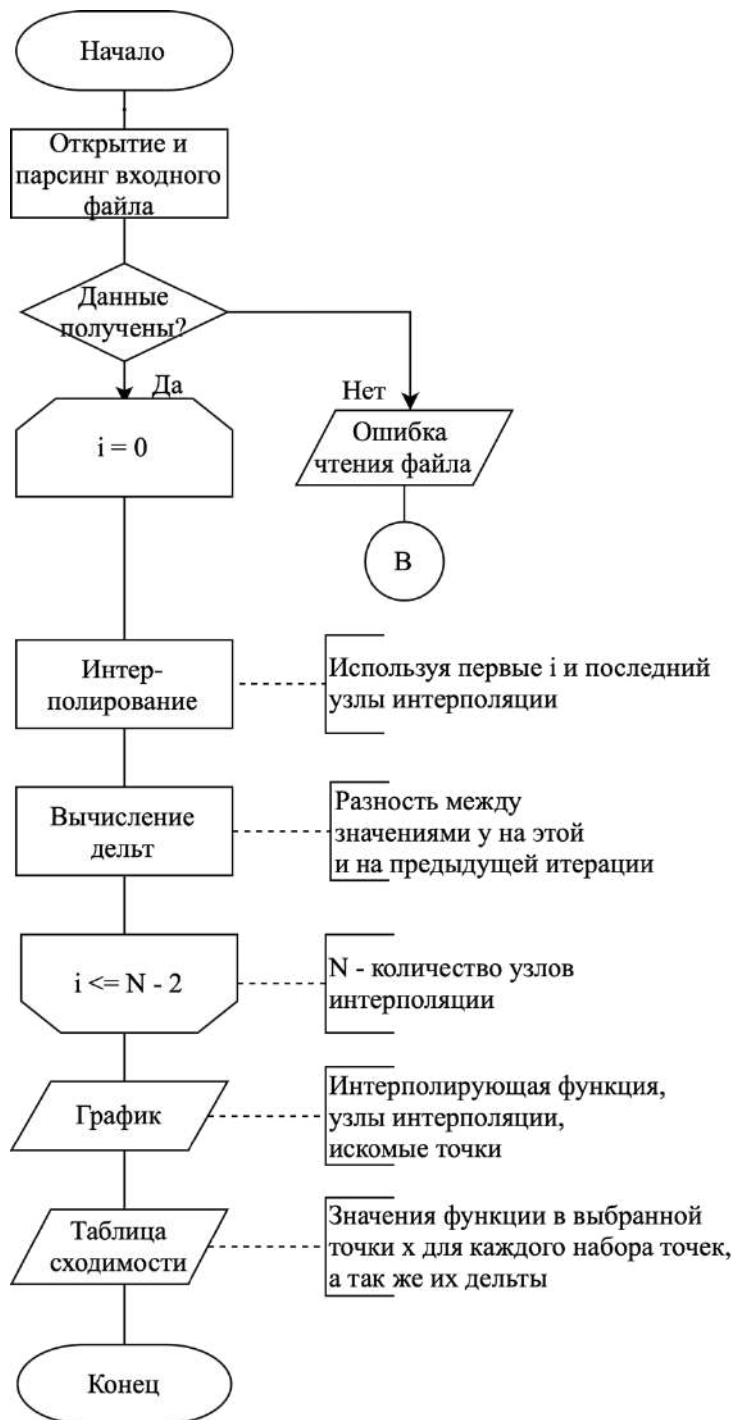 Начало
Открытие и
парсинг входного
файла
Данные
получены?
Да
Нет
i = 0
Ошибка
чтения файла
В
Интер-
полирование
Используя первые i и последний
узлы интерполяции
Вычисление
дельт
Разность между
значениями y на этой
и на предыдущей итерации
i <= N - 2
N - количество узлов
интерполяции
График
Интерполирующая функция,
узлы интерполяции,
искомые точки
Таблица
сходимости
Значения функции в выбранной
точки x для каждого набора точек,
а так же их дельты
Конец